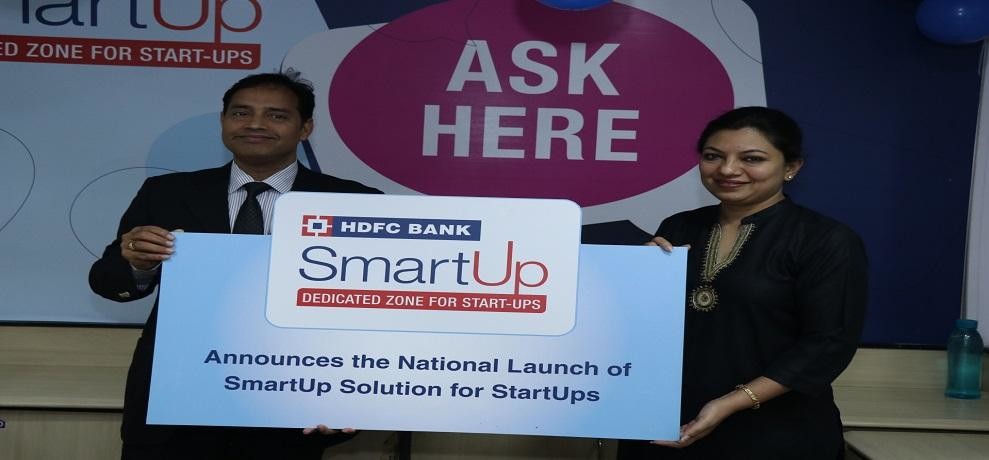 SmartUp
DEDICATED ZONE FOR START-UPS
ASK
HERE
HDFC BANK
SmartUp
DEDICATED ZONE FOR START-UPS
Announces the National Launch of
SmartUp Solution for StartUps